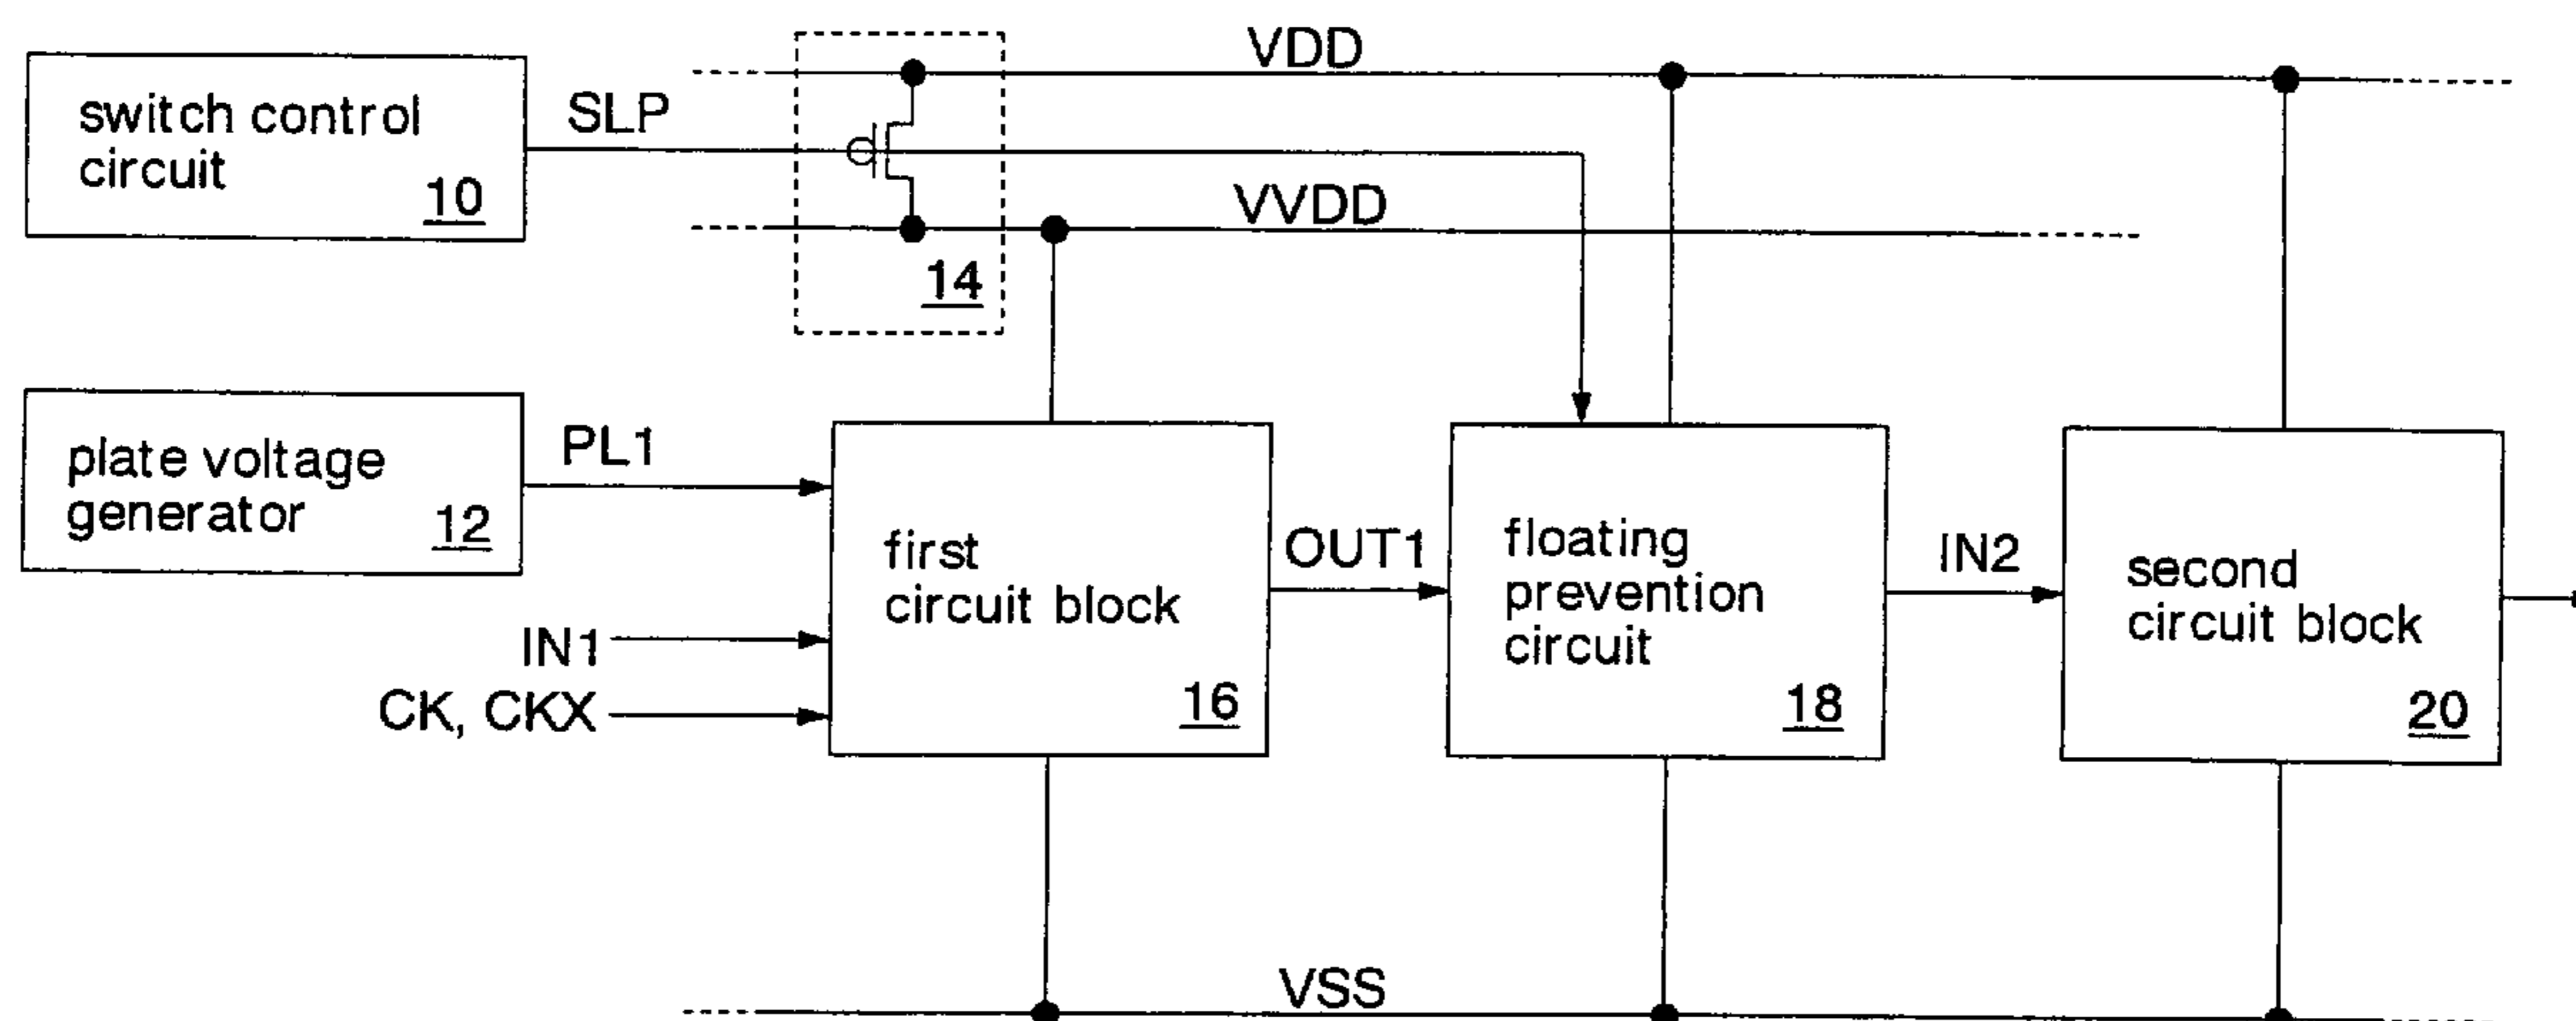 VDD
switch control
circuit
10
SLP
VVDD
14
plate voltage
generator
12
PL1
IN1
CK, CKX
first
circuit block
16
OUT1
floating
prevention
circuit
18
IN2
second
circuit block
20
VSS